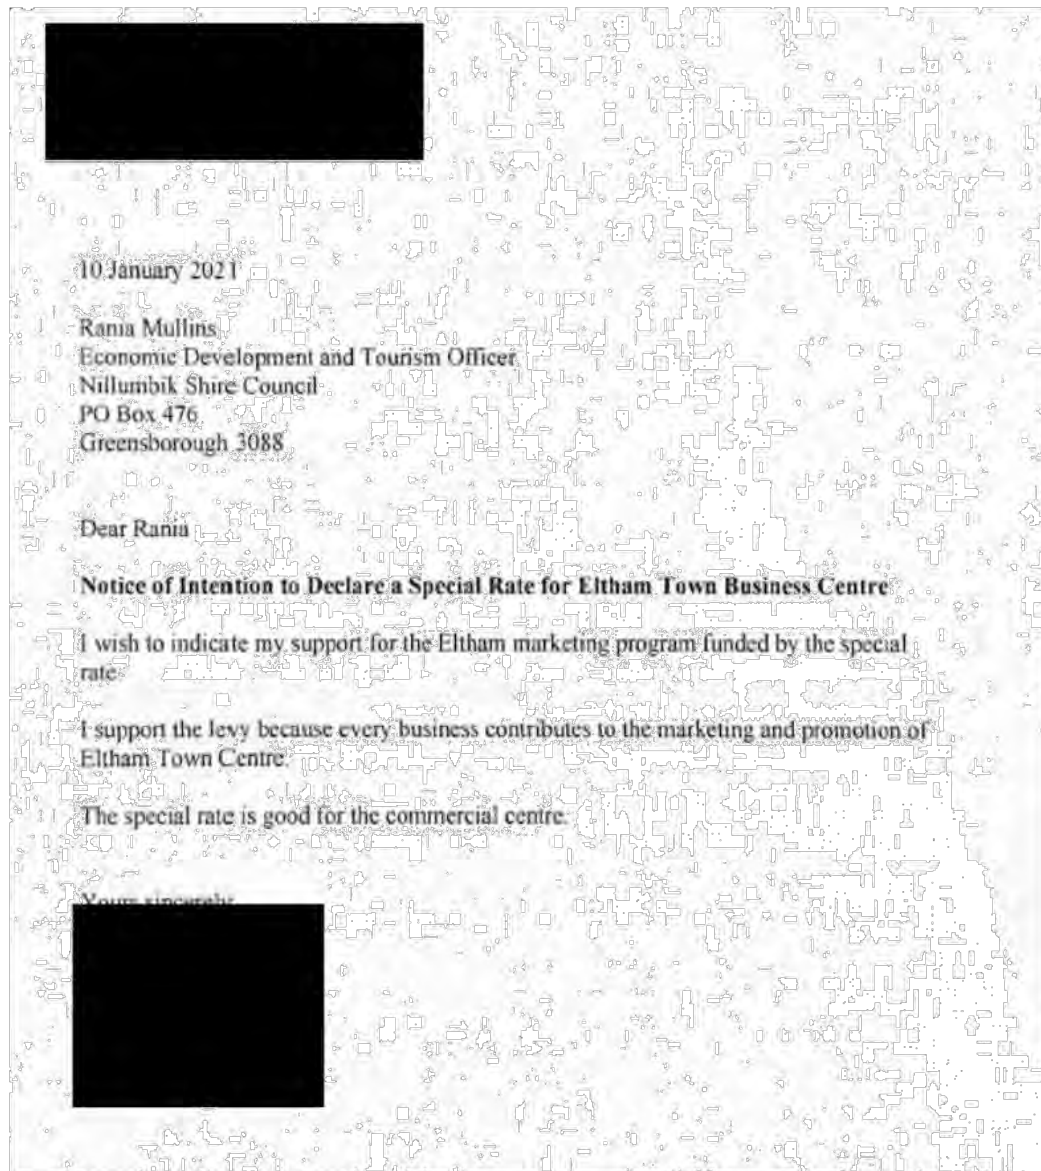 10 January 2021
Rania Mullins
Economic Development and Tourism Officer
Nillumbik Shire Council
PO Box 476
Greensborough 3088
Dear Rania
Notice of Intention to Declare a Special Rate for Eltham Town Business Centre
I wish to indicate my support for the Eltham marketing program funded by the special
rate.
I support the levy because every business contributes to the marketing and promotion of
Eltham Town Centre.
The special rate is good for the commercial centre.
Yours sincerely